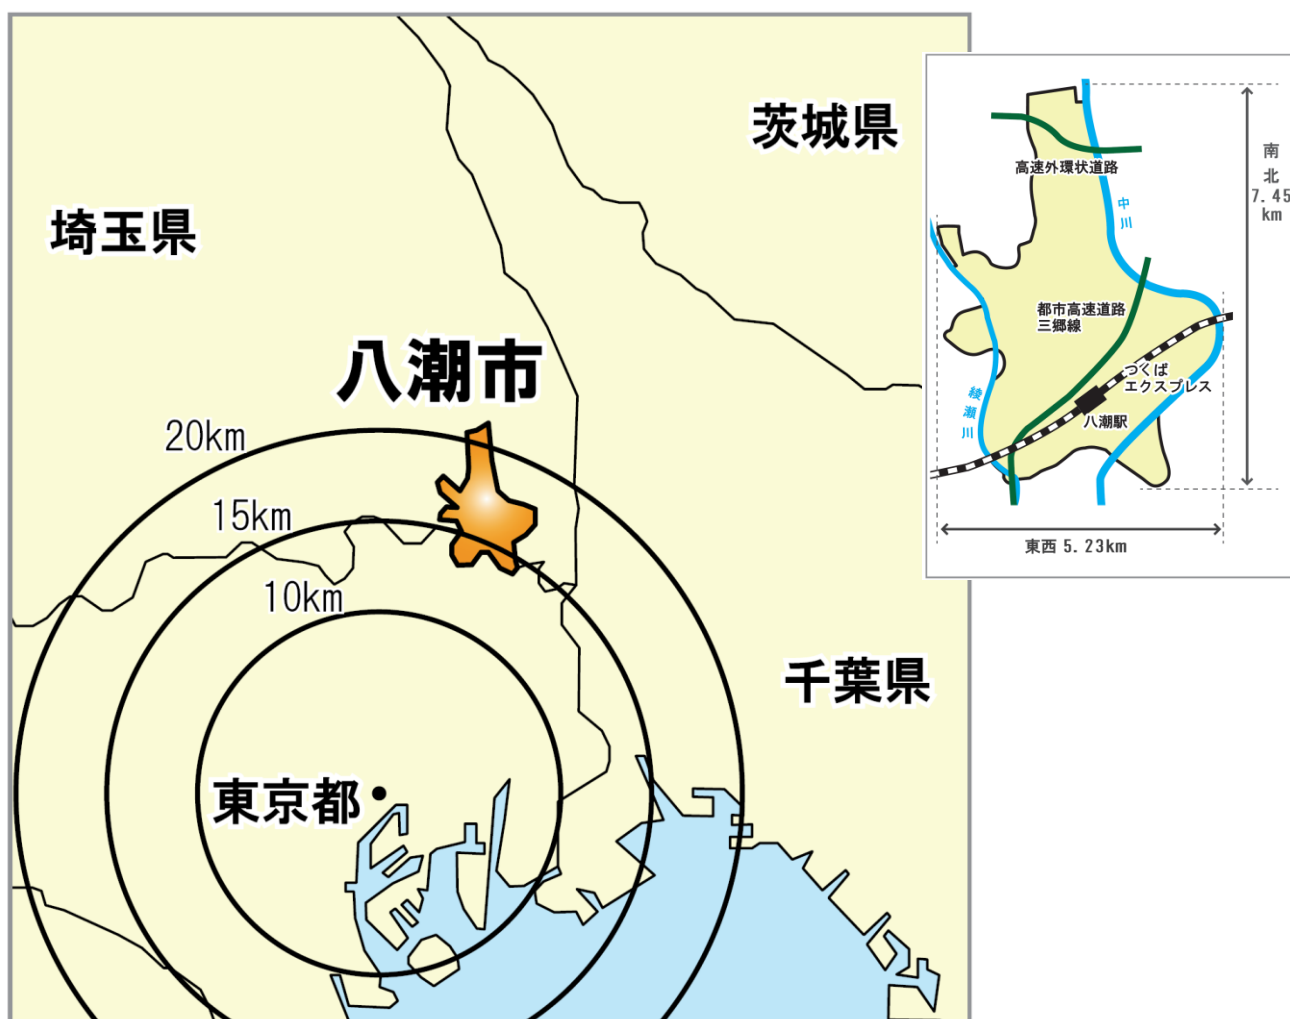 茨城県
埼玉県
八潮市
20km
15km
10km
千葉県
東京都
高速外環状道路
中川
南北
7.45
km
都市高速道路
三郷線
つくば
エクスプレス
綾瀬川
八潮駅
東西 5.23km